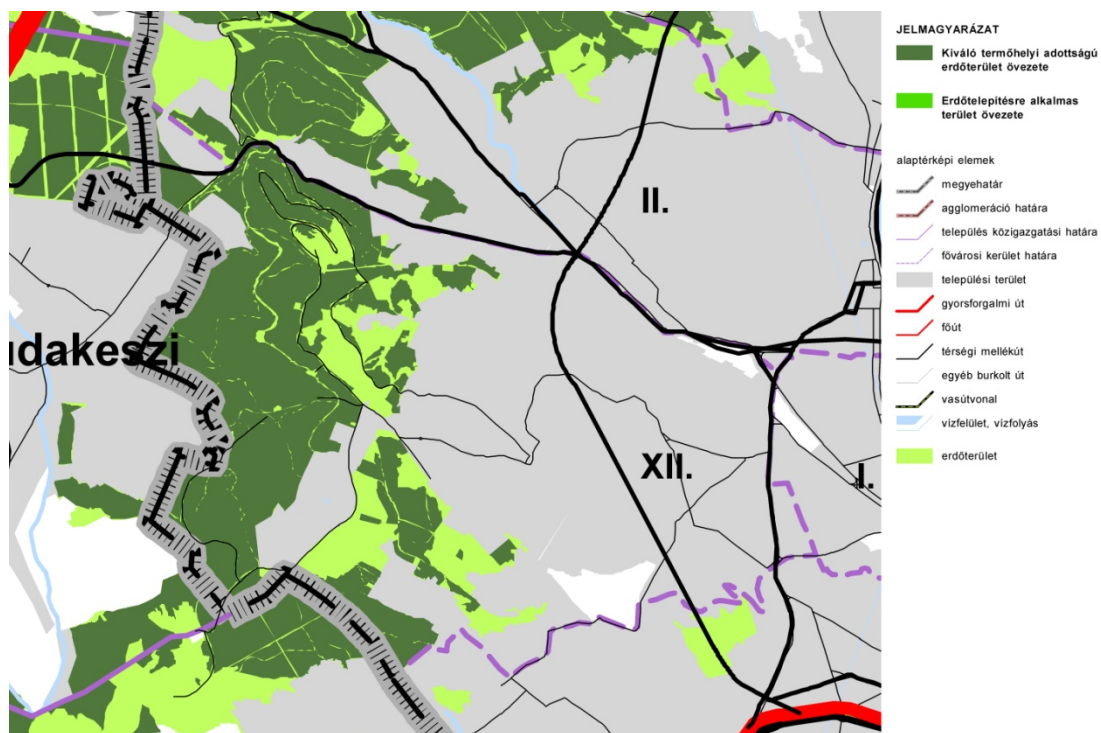 II.
udakeszi
XII.
I.
JELMAGYARÁZAT
Kiváló termőhelyi adottságú
erdőterület övezete
Erdőtelepítésre alkalmas
terület övezete
alaptérképi elemek
megyehatár
agglomeráció határa
település közigazgatási határa
fővárosi kerület határa
települési terület
gyorsforgalmi út
főút
térségi mellékút
egyéb burkolt út
vasútvonal
vízfelület, vízfolyás
erdőterület